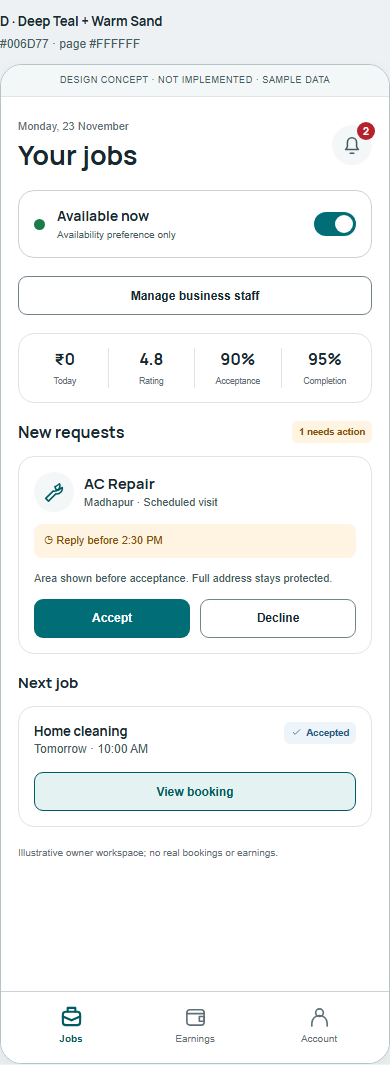 D · Deep Teal + Warm Sand
#006D77 · page #FFFFFF
DESIGN CONCEPT · NOT IMPLEMENTED · SAMPLE DATA
Monday, 23 November
Your jobs
2
Available now
Availability preference only
Manage business staff
₹0
Today
4.8
Rating
90%
Acceptance
95%
Completion
New requests
1 needs action
AC Repair
Madhapur · Scheduled visit
Reply before 2:30 PM
Area shown before acceptance. Full address stays protected.
Accept
Decline
Next job
Home cleaning
Accepted
Tomorrow · 10:00 AM
View booking
Illustrative owner workspace; no real bookings or earnings.
Jobs
Earnings
Account